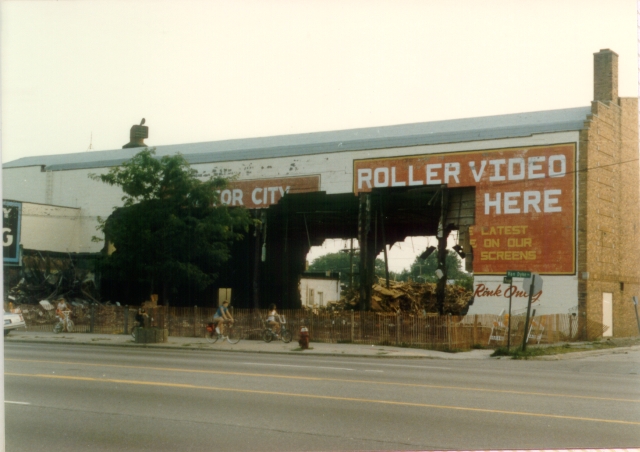 OR CITY
ROLLER VIDEO
HERE
LATEST
ON OUR
SCREENS
Rink Only